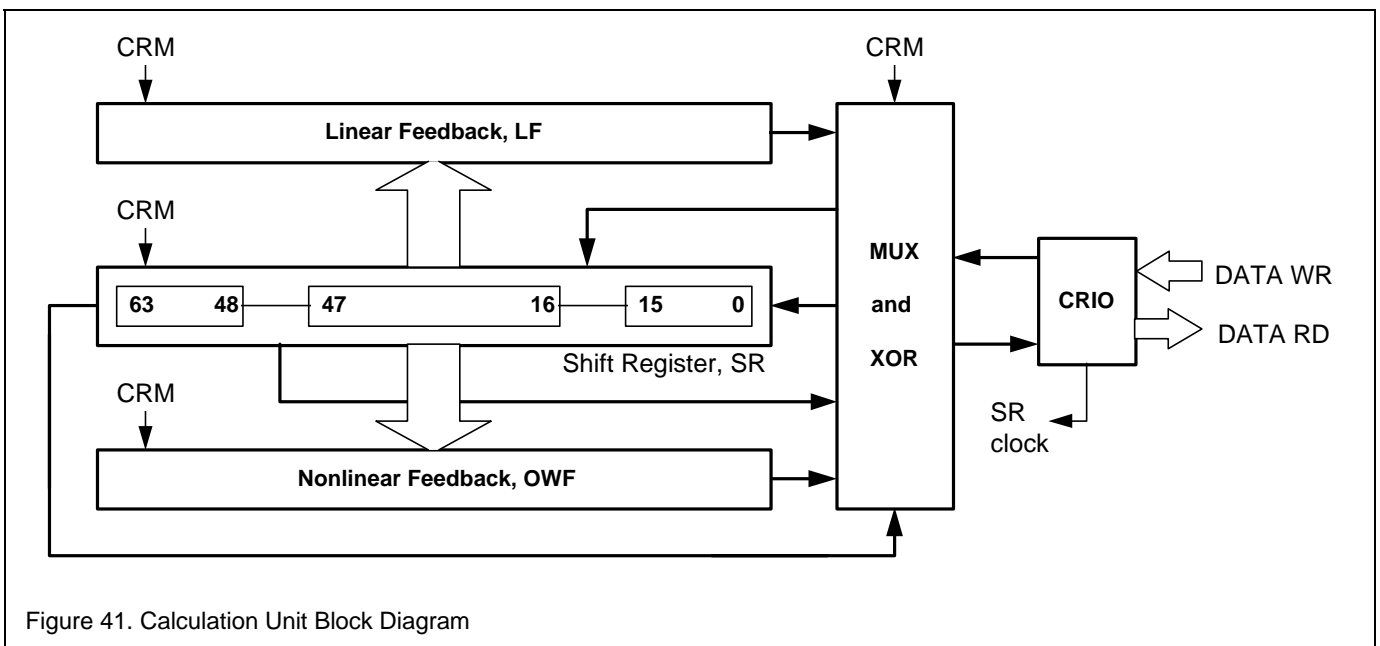 CRM
CRM
Linear Feedback, LF
CRM
63 48 47 16 15 0
Shift Register, SR
MUX
and
XOR
CRIO
DATA WR
DATA RD
SR
clock
CRM
Nonlinear Feedback, OWF
Figure 41. Calculation Unit Block Diagram